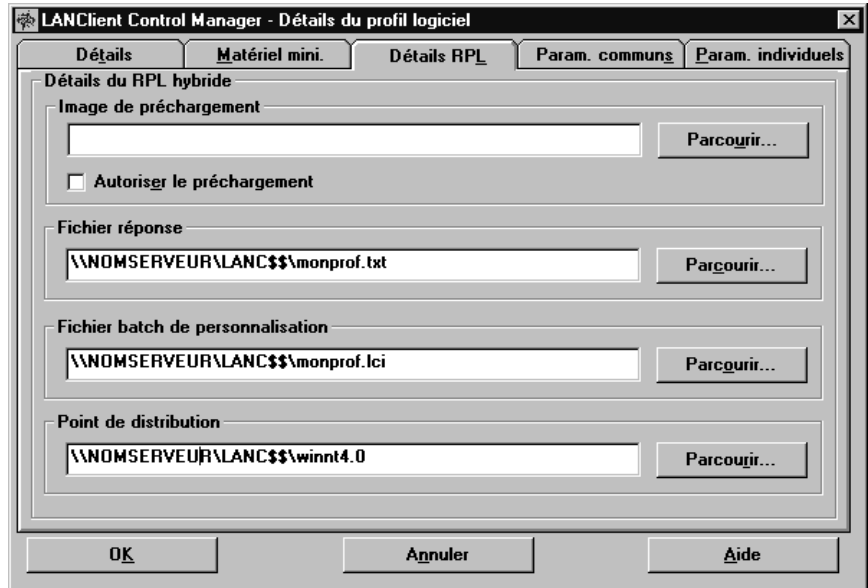 LANClient Control Manager - Détails du profil logiciel
Détails Matériel mini. Détails RPL Param. communs Param. individuels
Détails du RPL hybride
Image de préchargement
Parcourir...
Autoriser le préchargement
Fichier réponse
\\NOMSERVEUR\LANC$$\monprof.txt Parcourir...
Fichier batch de personnalisation
\\NOMSERVEUR\LANC$$\monprof.lci Parcourir...
Point de distribution
\\NOMSERVEUR\LANC$$\winnt4.0 Parcourir...
OK Annuler Aide